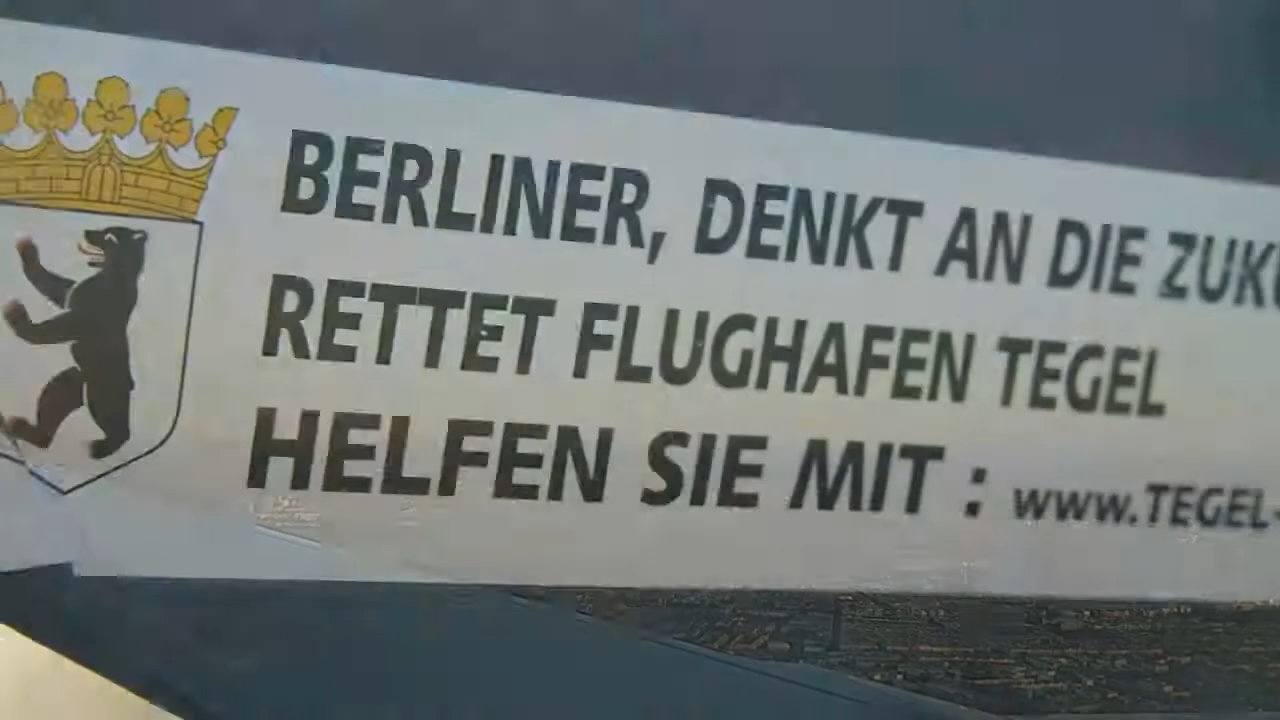 BERLINER, DENKT AN DIE ZUK
RETTET FLUGHAFEN TEGEL
HELFEN SIE MIT : WWW.TEGEL-